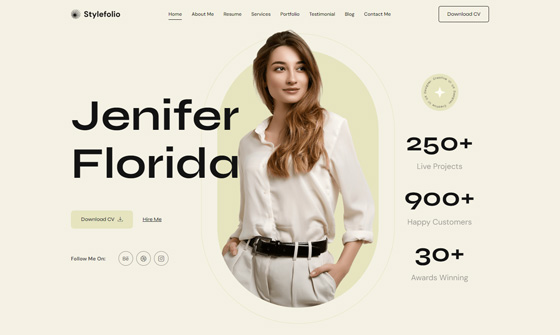 Stylefolio
Home About Me Resume Services Portfolio Testimonial Blog Contact Me
Download CV
Jenifer
Florida
250+
Live Projects
900+
Happy Customers
30+
Awards Winning
Download CV
Hire Me
Follow Me On: